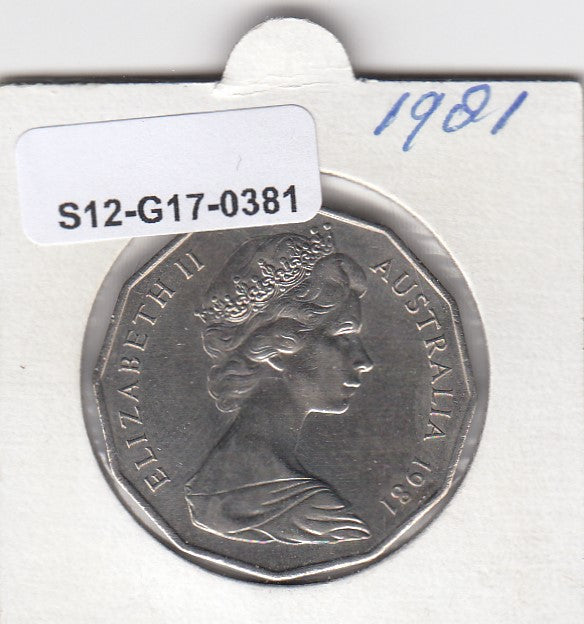 1981
S12-G17-0381
ELIZABETH II
AUSTRALIA 1981